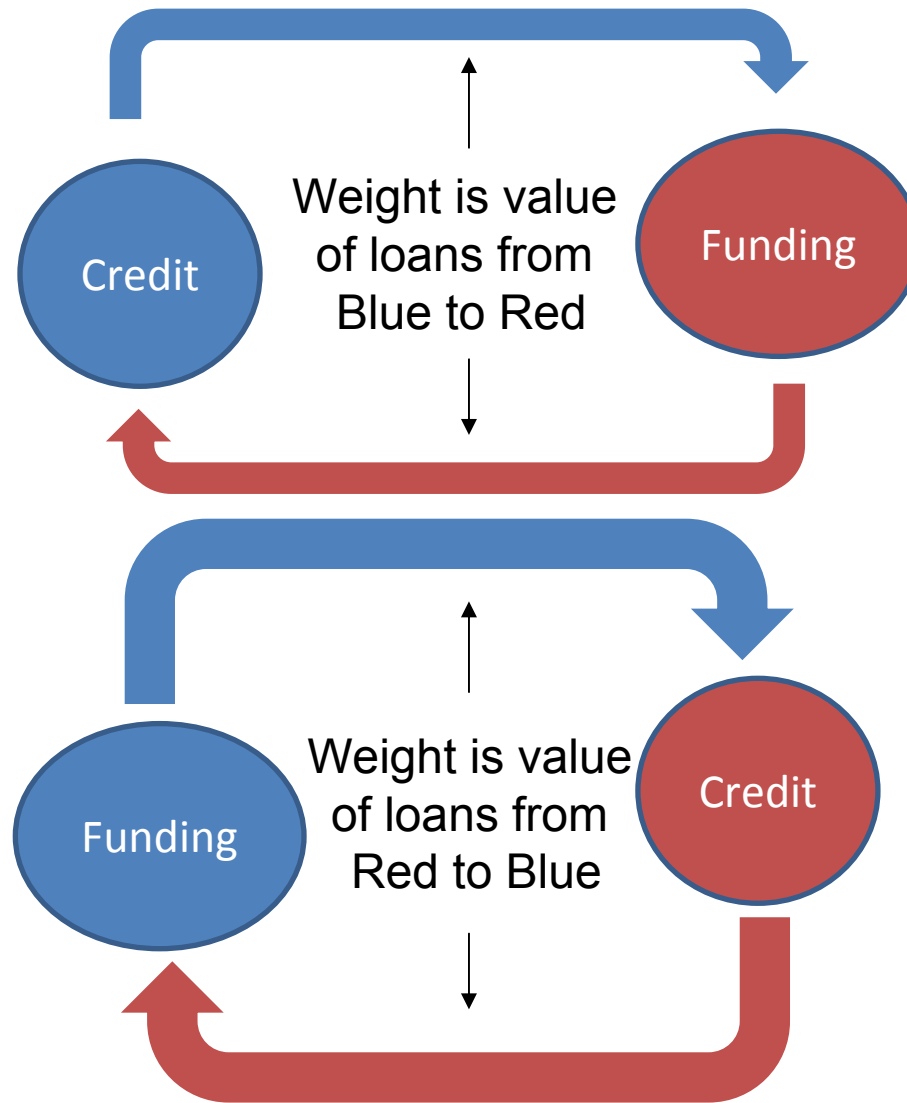 Credit
Weight is value
of loans from
Blue to Red
Funding
Funding
Weight is value
of loans from
Red to Blue
Credit